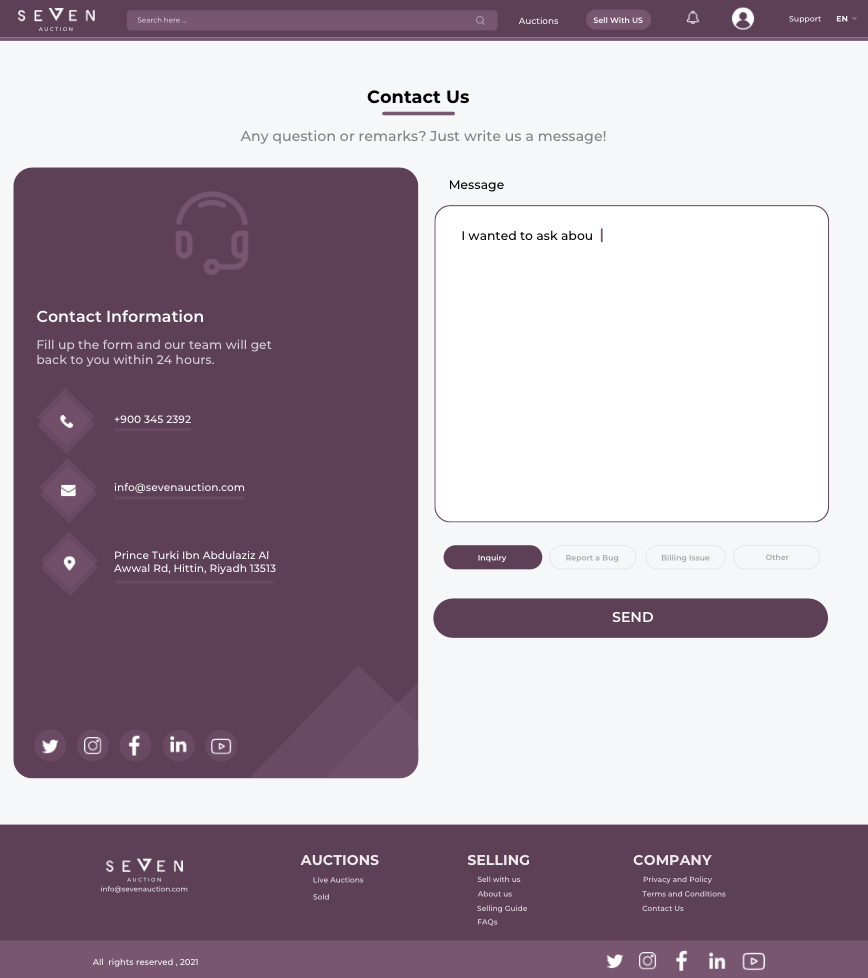 SEVEN
AUCTION
Search here ...
Auctions
Sell With US
Support
EN
Contact Us
Any question or remarks? Just write us a message!
Contact Information
Fill up the form and our team will get
back to you within 24 hours.
+900 345 2392
info@sevenauction.com
Prince Turki Ibn Abdulaziz Al
Awwal Rd, Hittin, Riyadh 13513
Message
I wanted to ask abou
Inquiry
Report a Bug
Billing Issue
Other
SEND
SEVEN
AUCTION
info@sevenauction.com
AUCTIONS
Live Auctions
Sold
SELLING
Sell with us
About us
Selling Guide
FAQs
COMPANY
Privacy and Policy
Terms and Conditions
Contact Us
All rights reserved , 2021